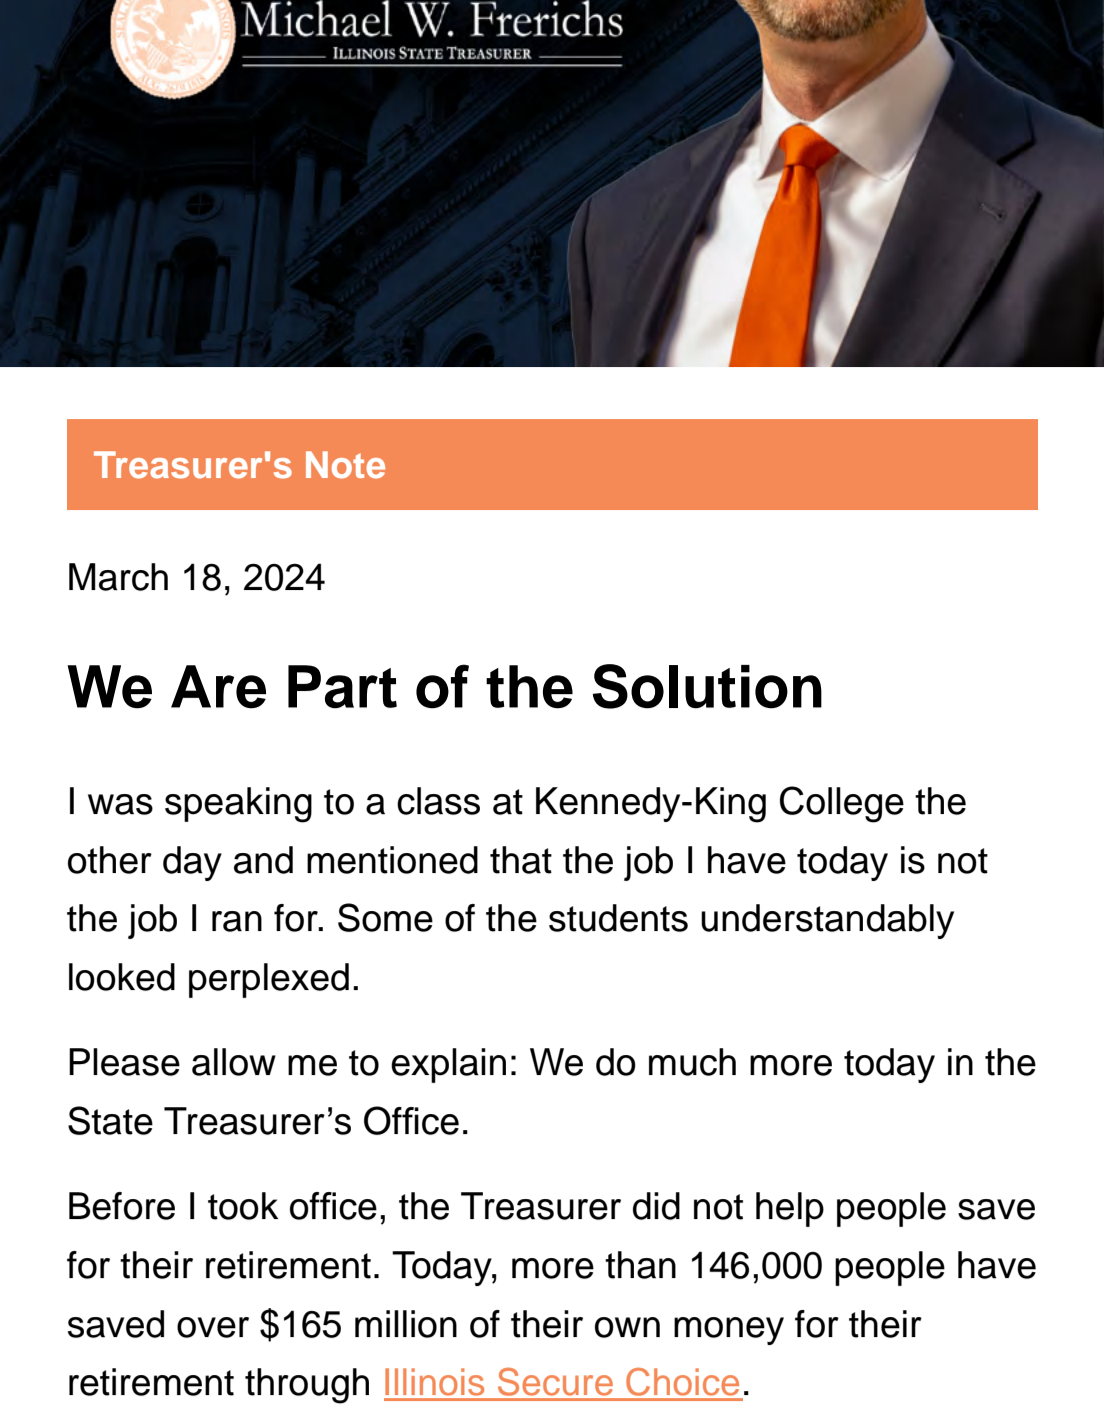 Michael W. Frerichs
ILLINOIS STATE TREASURER
AUG. 26TH 1818
Treasurer's Note
March 18, 2024
We Are Part of the Solution
I was speaking to a class at Kennedy-King College the
other day and mentioned that the job I have today is not
the job I ran for. Some of the students understandably
looked perplexed.
Please allow me to explain: We do much more today in the
State Treasurer’s Office.
Before I took office, the Treasurer did not help people save
for their retirement. Today, more than 146,000 people have
saved over $165 million of their own money for their
retirement through Illinois Secure Choice.